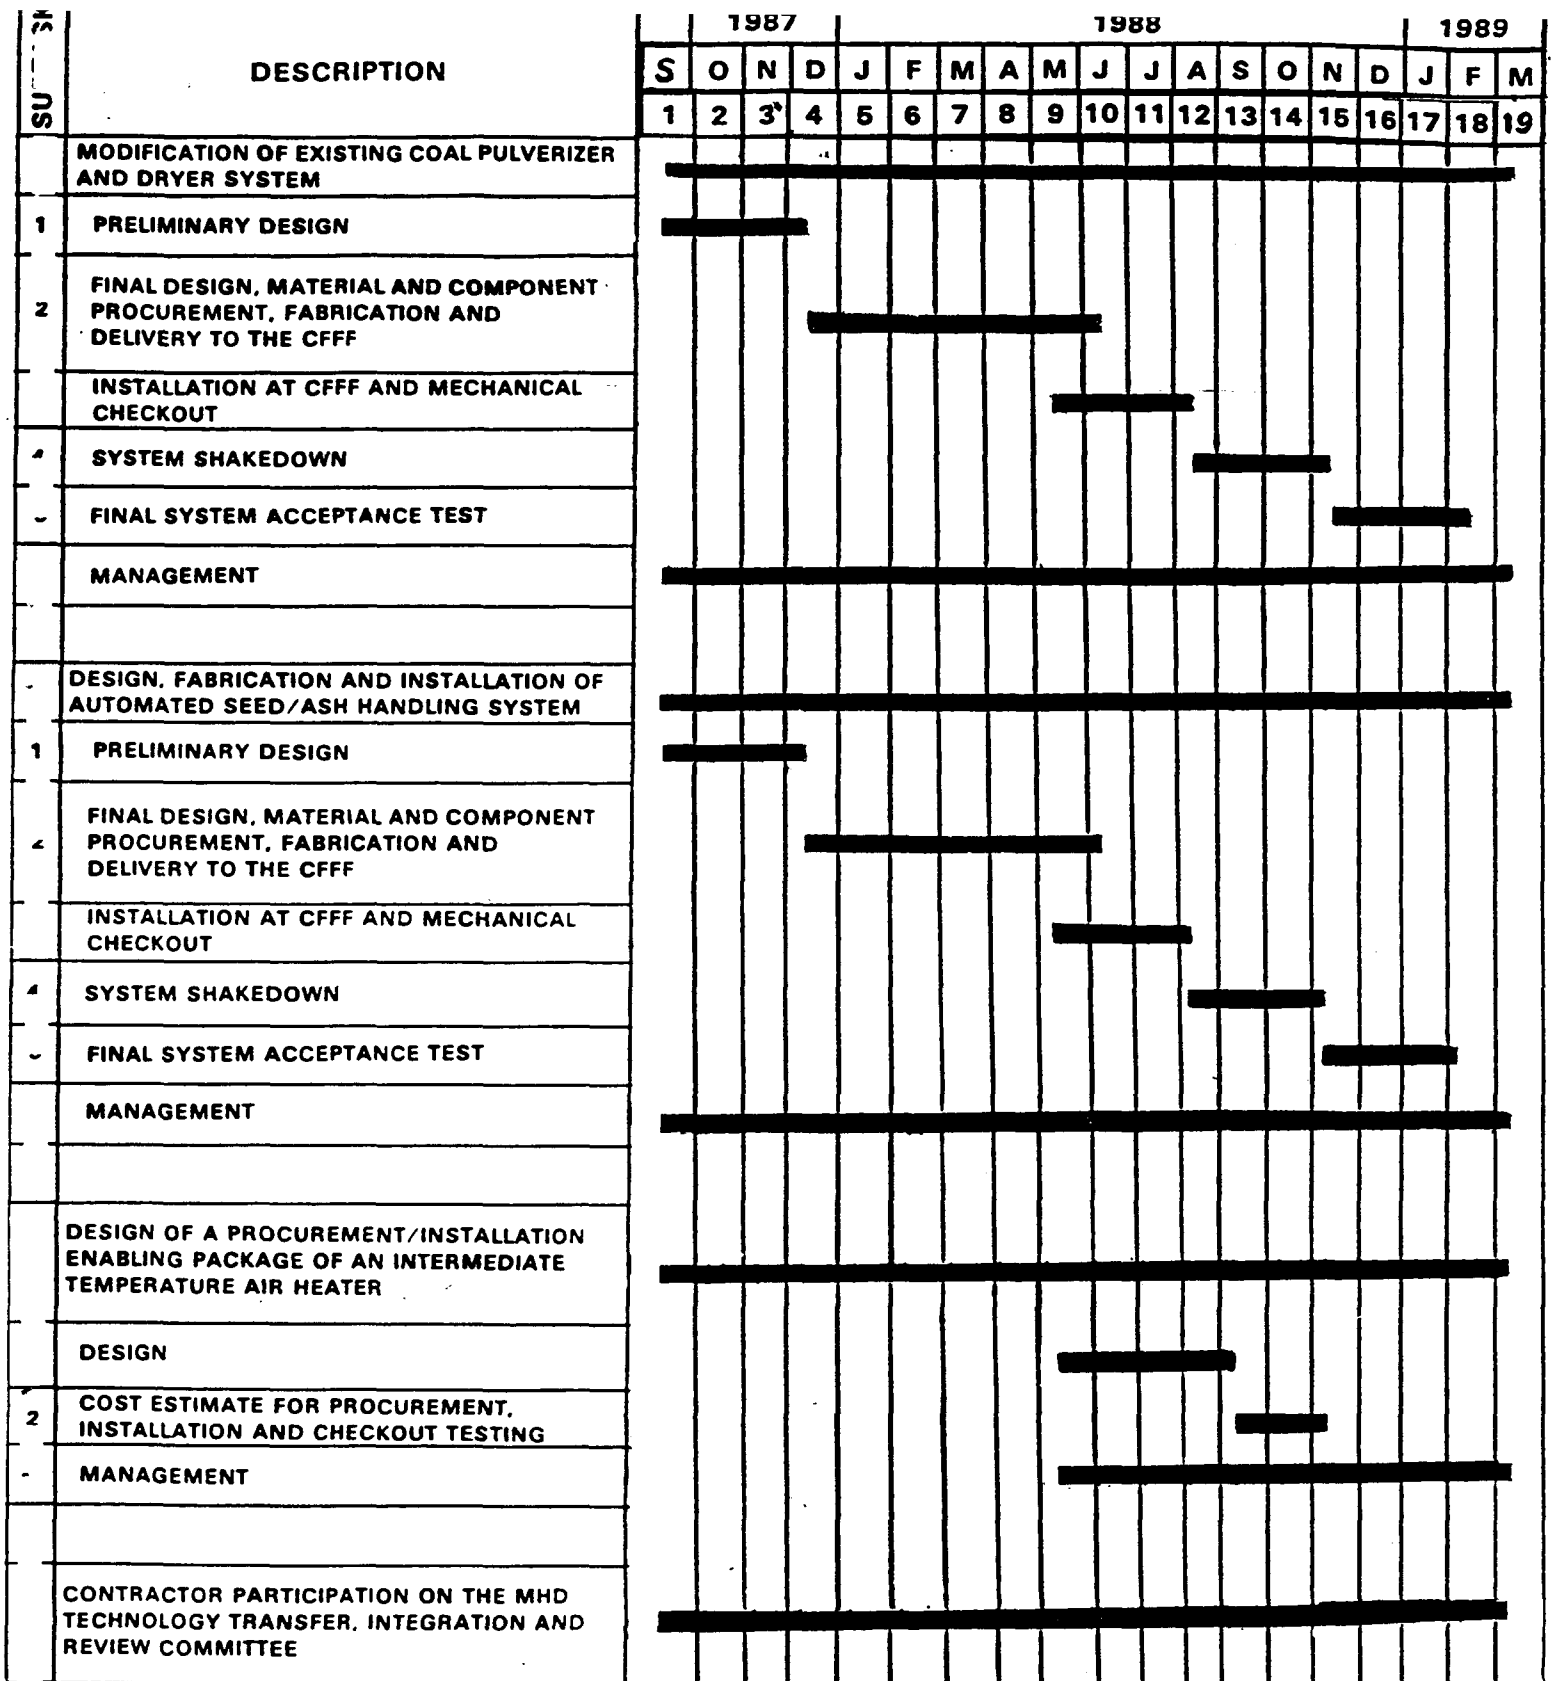 1987 1988 1989
SU
DESCRIPTION
S O N D J F M A M J J A S O N D J F M
1 2 3 4 5 6 7 8 9 10 11 12 13 14 15 16 17 18 19
MODIFICATION OF EXISTING COAL PULVERIZER
AND DRYER SYSTEM
1 PRELIMINARY DESIGN
FINAL DESIGN, MATERIAL AND COMPONENT
2 PROCUREMENT, FABRICATION AND
DELIVERY TO THE CFFF
INSTALLATION AT CFFF AND MECHANICAL
CHECKOUT
SYSTEM SHAKEDOWN
FINAL SYSTEM ACCEPTANCE TEST
MANAGEMENT
DESIGN, FABRICATION AND INSTALLATION OF
AUTOMATED SEED/ASH HANDLING SYSTEM
1 PRELIMINARY DESIGN
FINAL DESIGN, MATERIAL AND COMPONENT
PROCUREMENT, FABRICATION AND
DELIVERY TO THE CFFF
INSTALLATION AT CFFF AND MECHANICAL
CHECKOUT
SYSTEM SHAKEDOWN
FINAL SYSTEM ACCEPTANCE TEST
MANAGEMENT
DESIGN OF A PROCUREMENT/INSTALLATION
ENABLING PACKAGE OF AN INTERMEDIATE
TEMPERATURE AIR HEATER
DESIGN
COST ESTIMATE FOR PROCUREMENT,
2 INSTALLATION AND CHECKOUT TESTING
MANAGEMENT
CONTRACTOR PARTICIPATION ON THE MHD
TECHNOLOGY TRANSFER, INTEGRATION AND
REVIEW COMMITTEE